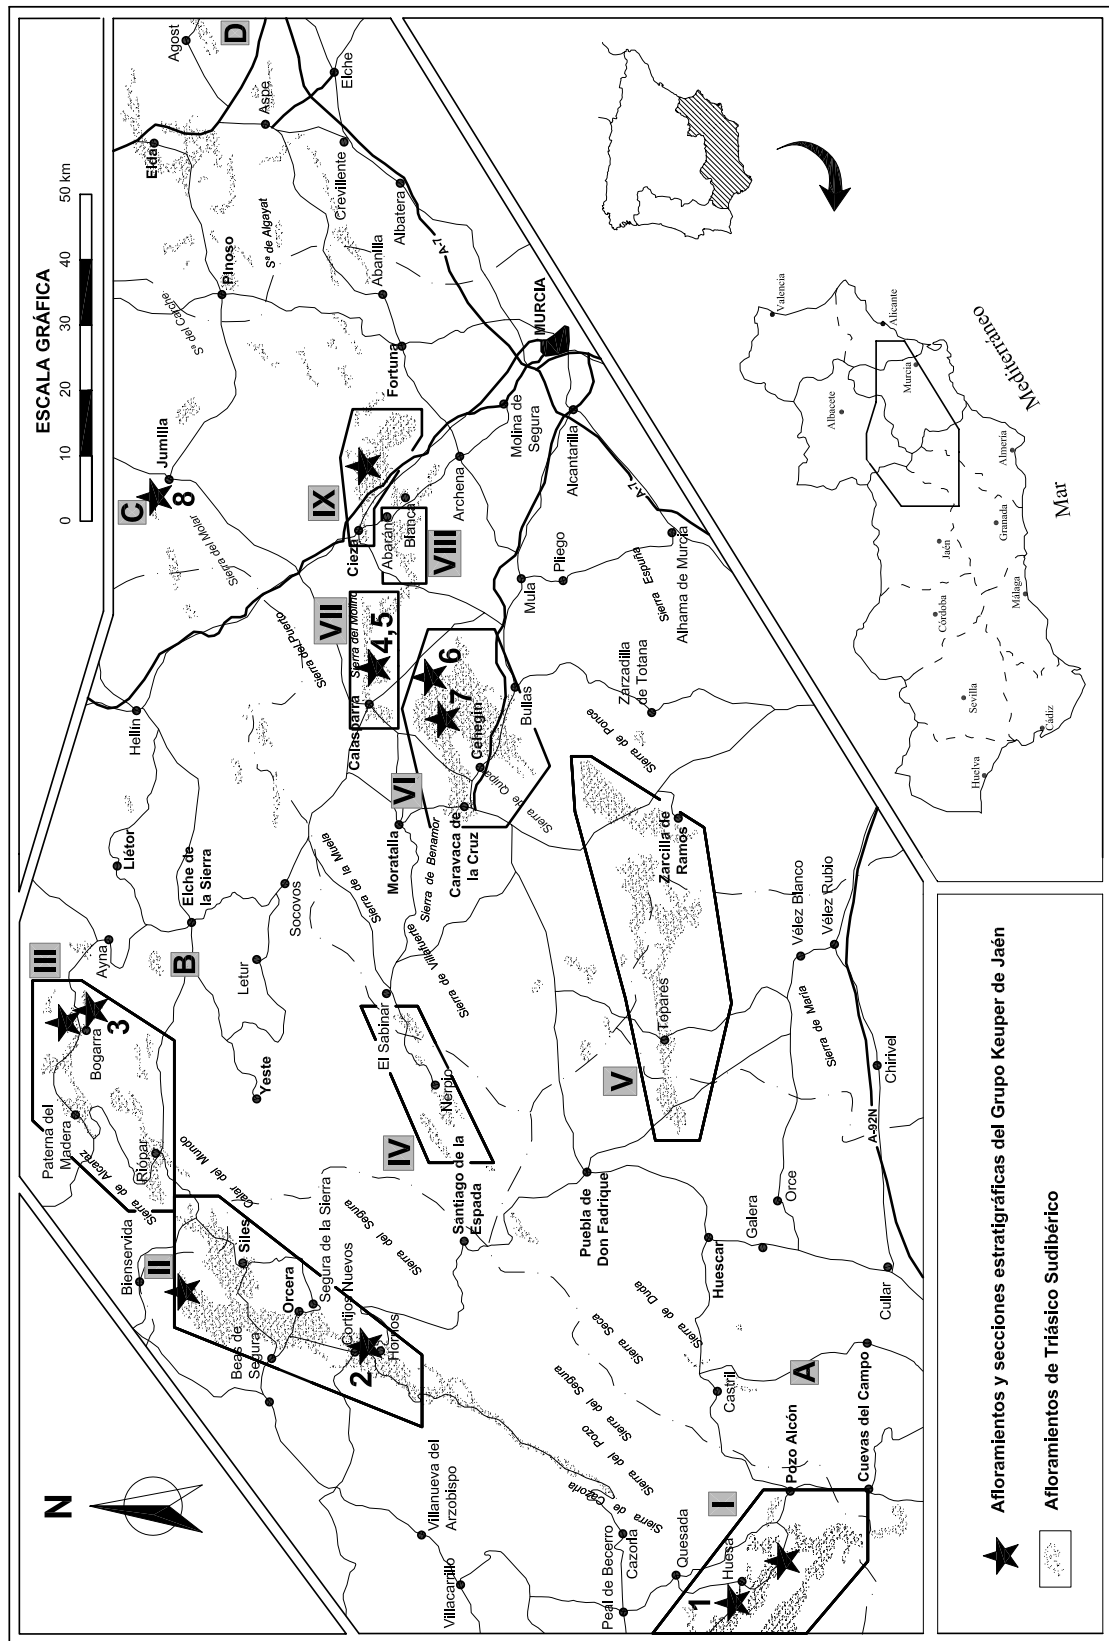 ESCALA GRÁFICA
0 10 20 30 40 50 km
N
A
B
C
D
I
II
III
IV
V
VI
VII
VIII
IX
1
2
3
4,5
6
7
8
Agost
Elda
Aspe
Elche
Crevillente
Albatera
A-7
Pinoso
Sª de Algayat
Abanilla
Sª del Carche
Fortuna
MURCIA
Jumilla
Molina de
Segura
Alcantarilla
Archena
Cieza
Abarán
Blanca
Sierra del Molar
Mula
Pliego
Sierra Espuña
Alhama de Murcia
A-7
Sierra del Puerto
Sierra del Molino
Calasparra
Hellín
Cehegín
Bullas
Zarzadilla
de Totana
Sierra de Ponce
Sierra de Quipar
Moratalla
Caravaca de
la Cruz
Sierra de Benamor
Sierra de la Muela
Sierra de Villafuerte
Zarcilla de
Ramos
Liétor
Elche de
la Sierra
Socovos
Ayna
Letur
Yeste
El Sabinar
Nerpio
Topares
Vélez Blanco
Vélez Rubio
Sierra de María
Chirivel
A-92N
Bogarra
Paterna del
Madera
Riópar
Sierra de Alcaraz
Calar del Mundo
Bienservida
Siles
Orcera
Segura de la Sierra
Cortijos Nuevos
Hornos
Beas de
Segura
Sierra del Segura
Santiago de la
Espada
Puebla de
Don Fadrique
Huescar
Galera
Orce
Cullar
Sierra de Duda
Sierra Seca
Castril
Sierra del Segura
Sierra del Pozo
Sierra de Cazorla
Villanueva del
Arzobispo
Villacarrillo
Peal de Becerro
Cazorla
Quesada
Huesa
Pozo Alcón
Cuevas del Campo
Valencia
Albacete
Alicante
Murcia
Almería
Granada
Jaén
Málaga
Córdoba
Sevilla
Cádiz
Huelva
Mar
Mediterráneo
Afloramientos y secciones estratigráficas del Grupo Keuper de Jaén
Afloramientos de Triásico Sudibérico